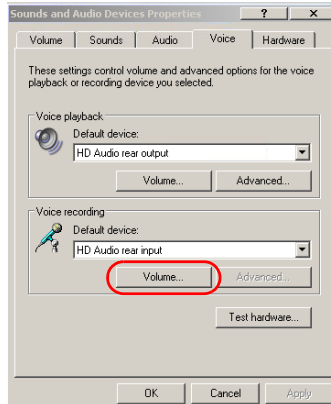 Sounds and Audio Devices Properties ? x
Volume Sounds Audio Voice Hardware
These settings control volume and advanced options for the voice
playback or recording device you selected.
Voice playback
Default device:
HD Audio rear output
Volume... Advanced...
Voice recording
Default device:
HD Audio rear input
Volume... Advanced...
Test hardware...
OK Cancel Apply